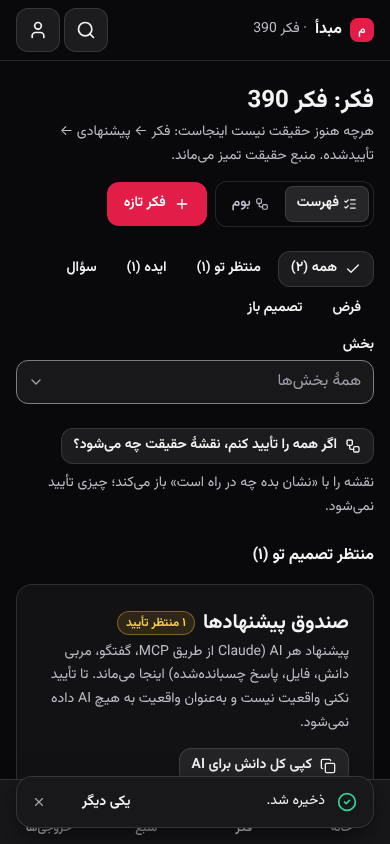 م مبدأ · فکر 390
فکر: فکر 390
هرچه هنوز حقیقت نیست اینجاست: فکر ← پیشنهادی ←
تأییدشده. منبع حقیقت تمیز می‌ماند.
فهرست بوم + فکر تازه
همه (۲) منتظر تو (۱) ایده (۱) سؤال
فرض تصمیم باز
بخش
همهٔ بخش‌ها
اگر همه را تأیید کنم، نقشهٔ حقیقت چه می‌شود؟
نقشه را با «نشان بده چه در راه است» باز می‌کند؛ چیزی تأیید
نمی‌شود.
منتظر تصمیم تو (۱)
صندوق پیشنهادها ۱ منتظر تأیید
پیشنهاد هر AI (Claude از طریق MCP، گفتگو، مربی
دانش، فایل، پاسخ چسبانده‌شده) اینجا می‌ماند. تا تأیید
نکنی واقعیت نیست و به‌عنوان واقعیت به هیچ AI داده
نمی‌شود.
کپی کل دانش برای AI
ذخیره شد. یکی دیگر